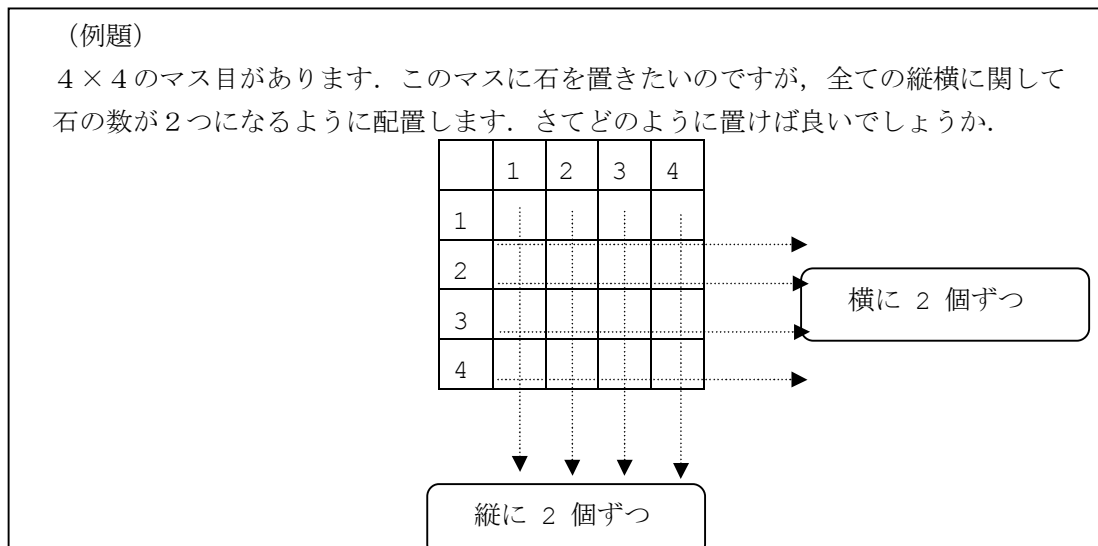 (例題)
4×4のマス目があります.このマスに石を置きたいのですが,全ての縦横に関して
石の数が2つになるように配置します.さてどのように置けば良いでしょうか.
1 2 3 4
1
2
3
4
横に 2 個ずつ
縦に 2 個ずつ